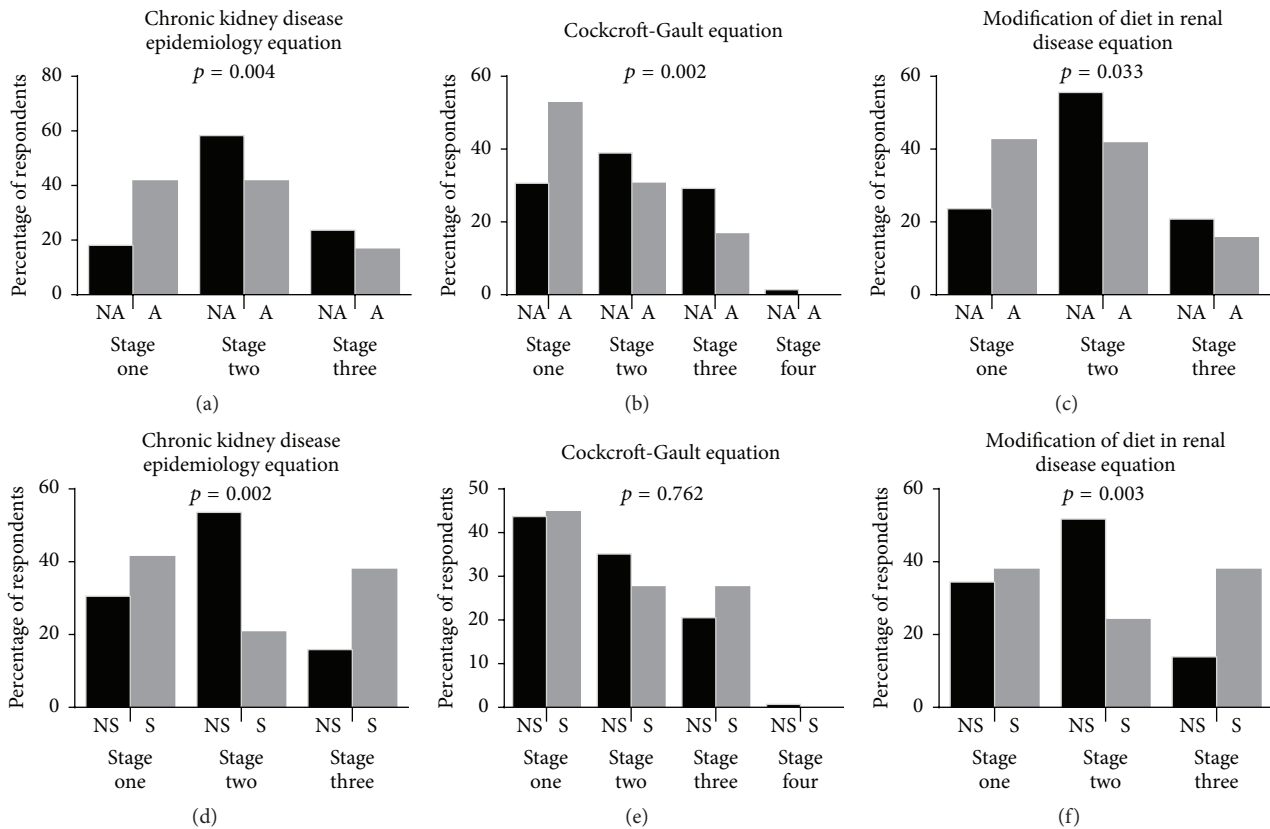 Chronic kidney disease
epidemiology equation
p = 0.004
Percentage of respondents
80
60
40
20
0
NA A NA A NA A
Stage one
Stage two
Stage three
(a)
Cockcroft-Gault equation
p = 0.002
Percentage of respondents
60
40
20
0
NA A NA A NA A NA A
Stage one
Stage two
Stage three
Stage four
(b)
Modification of diet in renal
disease equation
p = 0.033
Percentage of respondents
60
40
20
0
NA A NA A NA A
Stage one
Stage two
Stage three
(c)
Chronic kidney disease
epidemiology equation
p = 0.002
Percentage of respondents
60
40
20
0
NS S NS S NS S
Stage one
Stage two
Stage three
(d)
Cockcroft-Gault equation
p = 0.762
Percentage of respondents
50
40
30
20
10
0
NS S NS S NS S NS S
Stage one
Stage two
Stage three
Stage four
(e)
Modification of diet in renal
disease equation
p = 0.003
Percentage of respondents
60
40
20
0
NS S NS S NS S
Stage one
Stage two
Stage three
(f)